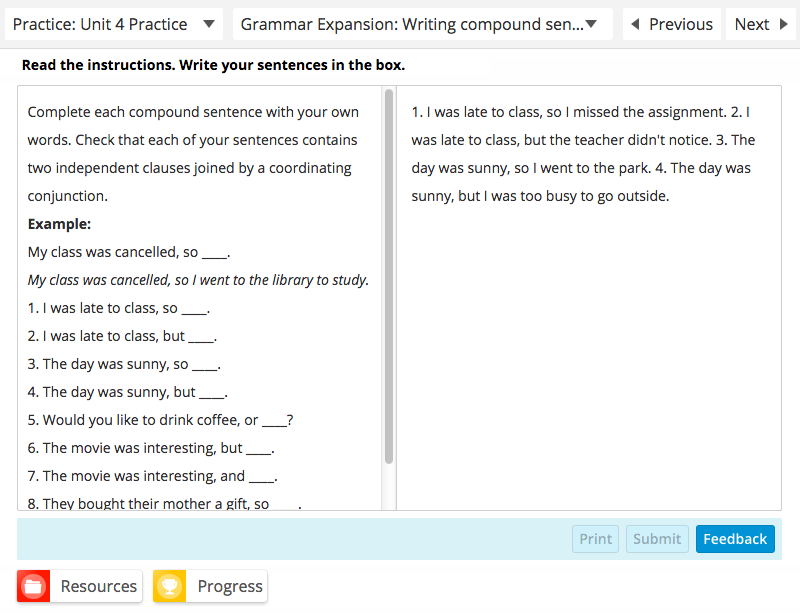 Practice: Unit 4 Practice
Grammar Expansion: Writing compound sen...
Previous
Next
Read the instructions. Write your sentences in the box.
Complete each compound sentence with your own
words. Check that each of your sentences contains
two independent clauses joined by a coordinating
conjunction.
Example:
My class was cancelled, so ____.
My class was cancelled, so I went to the library to study.
1. I was late to class, so ____.
2. I was late to class, but ____.
3. The day was sunny, so ____.
4. The day was sunny, but ____.
5. Would you like to drink coffee, or ____?
6. The movie was interesting, but ____.
7. The movie was interesting, and ____.
8. They bought their mother a gift, so ____.
1. I was late to class, so I missed the assignment. 2. I
was late to class, but the teacher didn't notice. 3. The
day was sunny, so I went to the park. 4. The day was
sunny, but I was too busy to go outside.
Print
Submit
Feedback
Resources
Progress